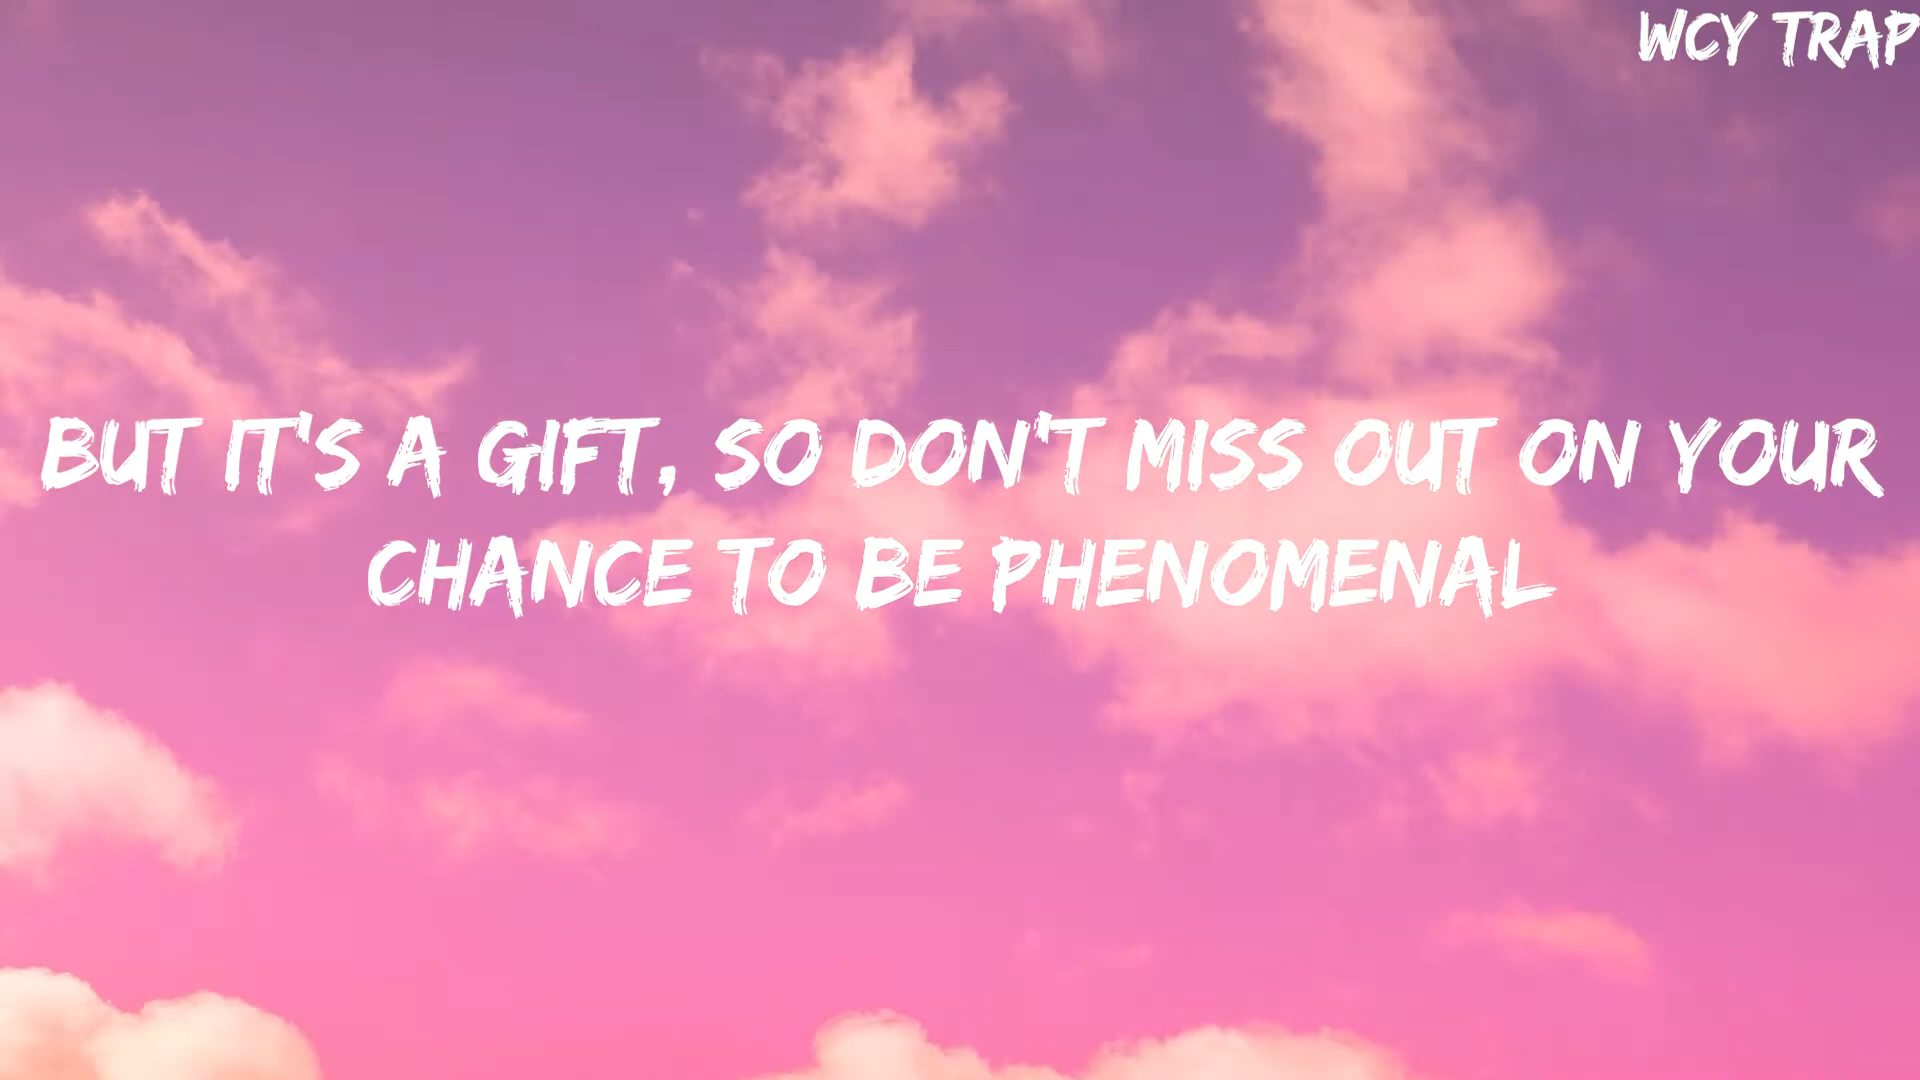 WCY TRAP
BUT IT'S A GIFT, SO DON'T MISS OUT ON YOUR
CHANCE TO BE PHENOMENAL